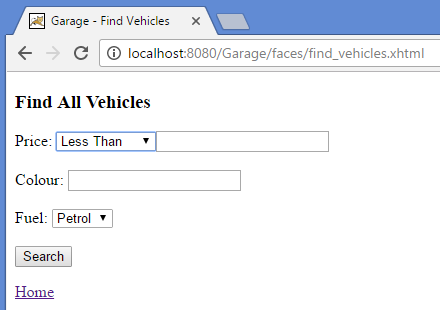 Garage - Find Vehicles
localhost:8080/Garage/faces/find_vehicles.xhtml
Find All Vehicles
Price: Less Than
Colour:
Fuel: Petrol
Search
Home